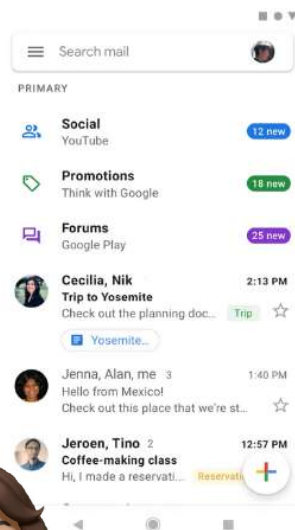 Search mail
PRIMARY
Social
12 new
YouTube
Promotions
18 new
Think with Google
Forums
25 new
Google Play
Cecilia, Nik 2:13 PM
Trip to Yosemite
Check out the planning doc... Trip
Yosemite...
Jenna, Alan, me 3 1:40 PM
Hello from Mexico!
Check out this place that we're st...
Jeroen, Tino 2 12:57 PM
Coffee-making class
Hi, I made a reservati...